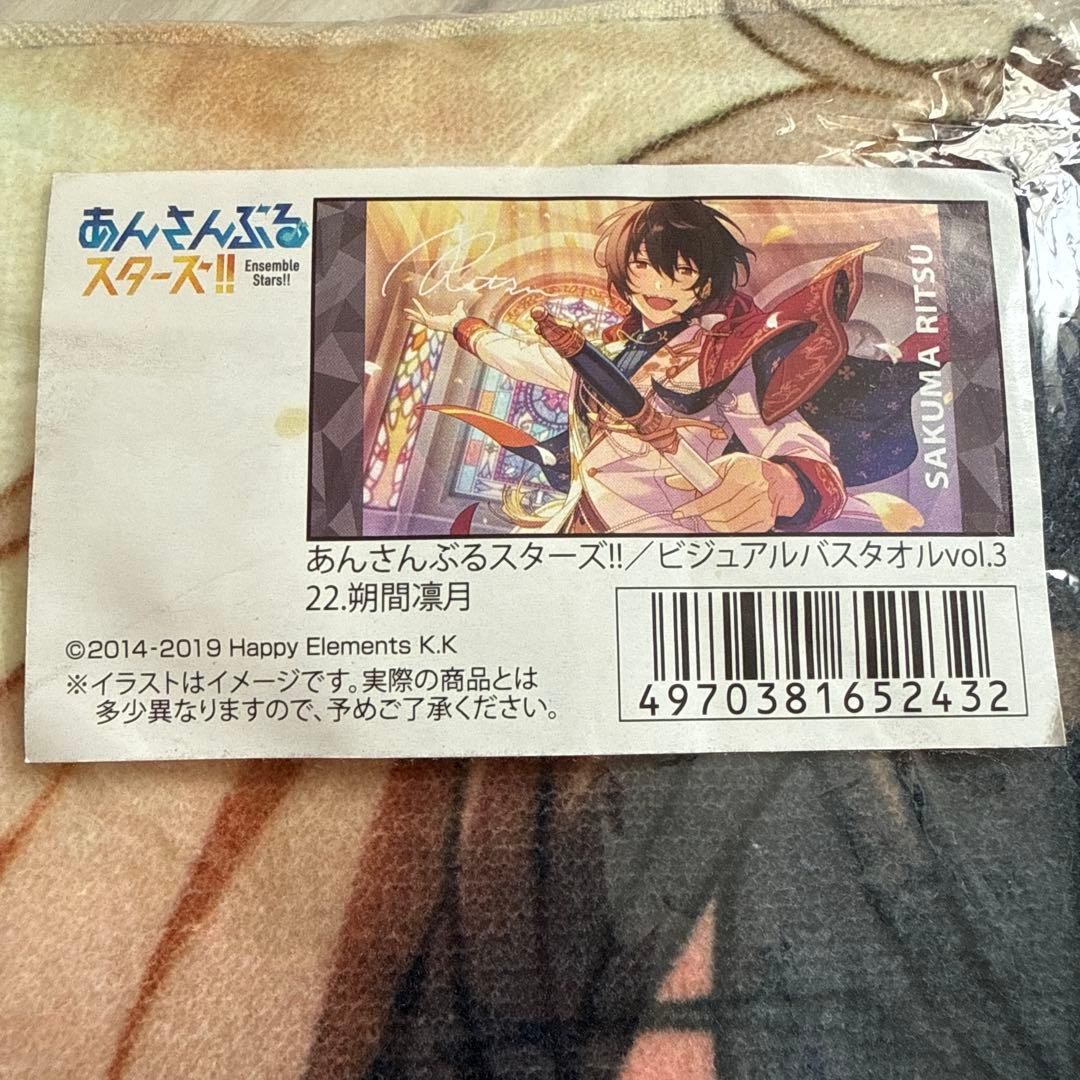 あんさんぶる
スターズ!!
Ensemble
Stars!!
Ritsu
SAKUMA RITSU
あんさんぶるスターズ!!／ビジュアルバスタオルvol.3
22.朔間凛月
©2014-2019 Happy Elements K.K
※イラストはイメージです。実際の商品とは
多少異なりますので、予めご了承ください。
4970381652432